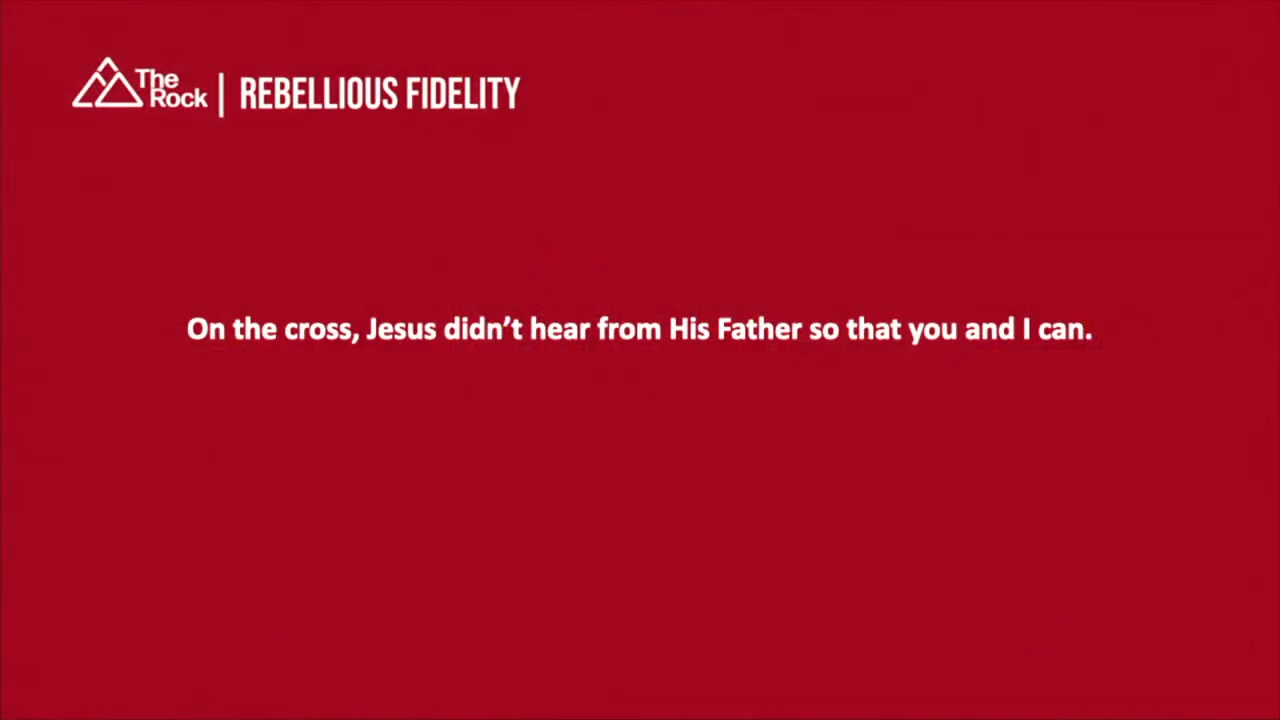 The
Rock | REBELLIOUS FIDELITY
On the cross, Jesus didn’t hear from His Father so that you and I can.